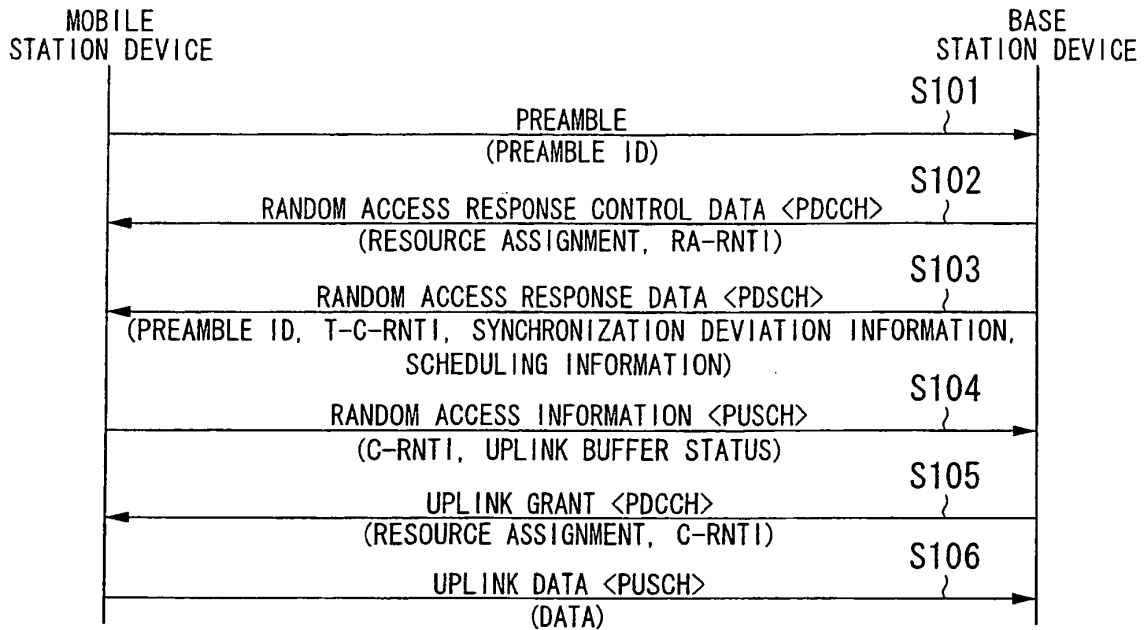 MOBILE
STATION DEVICE
BASE
STATION DEVICE
S101
PREAMBLE
(PREAMBLE ID)
S102
RANDOM ACCESS RESPONSE CONTROL DATA <PDCCH>
(RESOURCE ASSIGNMENT, RA-RNTI)
S103
RANDOM ACCESS RESPONSE DATA <PDSCH>
(PREAMBLE ID, T-C-RNTI, SYNCHRONIZATION DEVIATION INFORMATION,
SCHEDULING INFORMATION)
S104
RANDOM ACCESS INFORMATION <PUSCH>
(C-RNTI, UPLINK BUFFER STATUS)
S105
UPLINK GRANT <PDCCH>
(RESOURCE ASSIGNMENT, C-RNTI)
S106
UPLINK DATA <PUSCH>
(DATA)